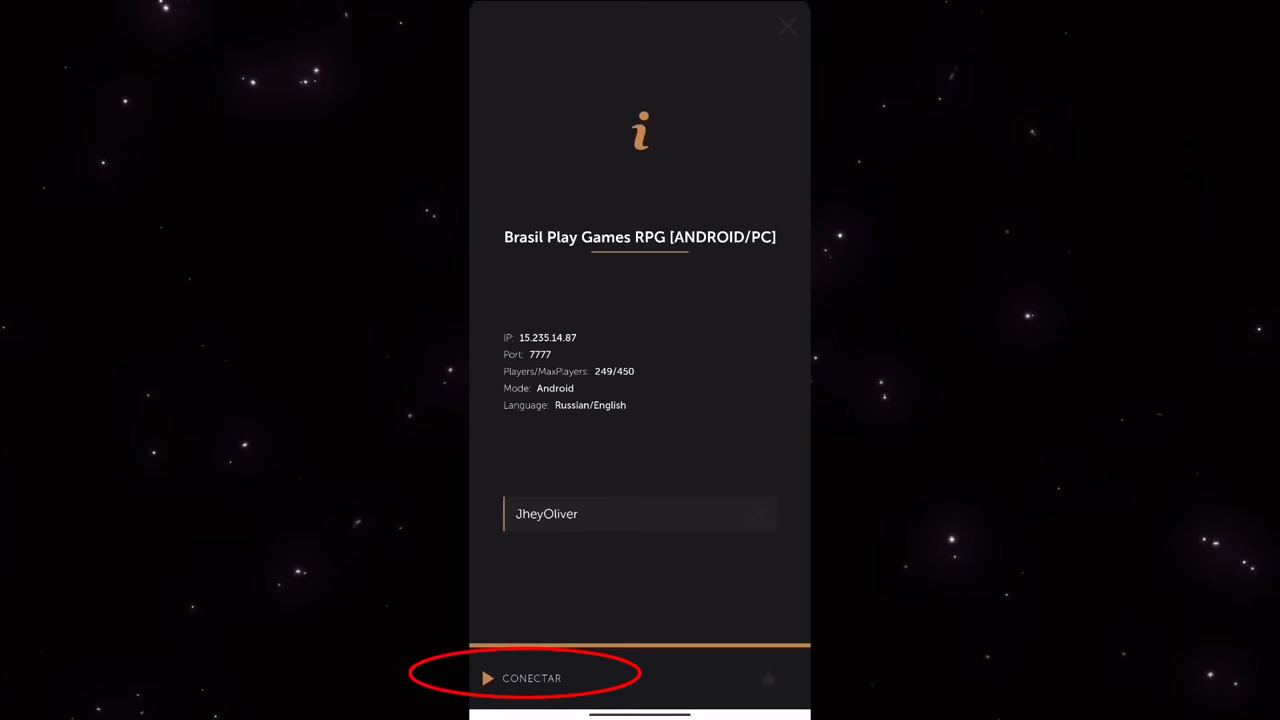 i
Brasil Play Games RPG [ANDROID/PC]
IP: 15.235.14.87
Port: 7777
Players/MaxPlayers: 249/450
Mode: Android
Language: Russian/English
JheyOliver
CONECTAR